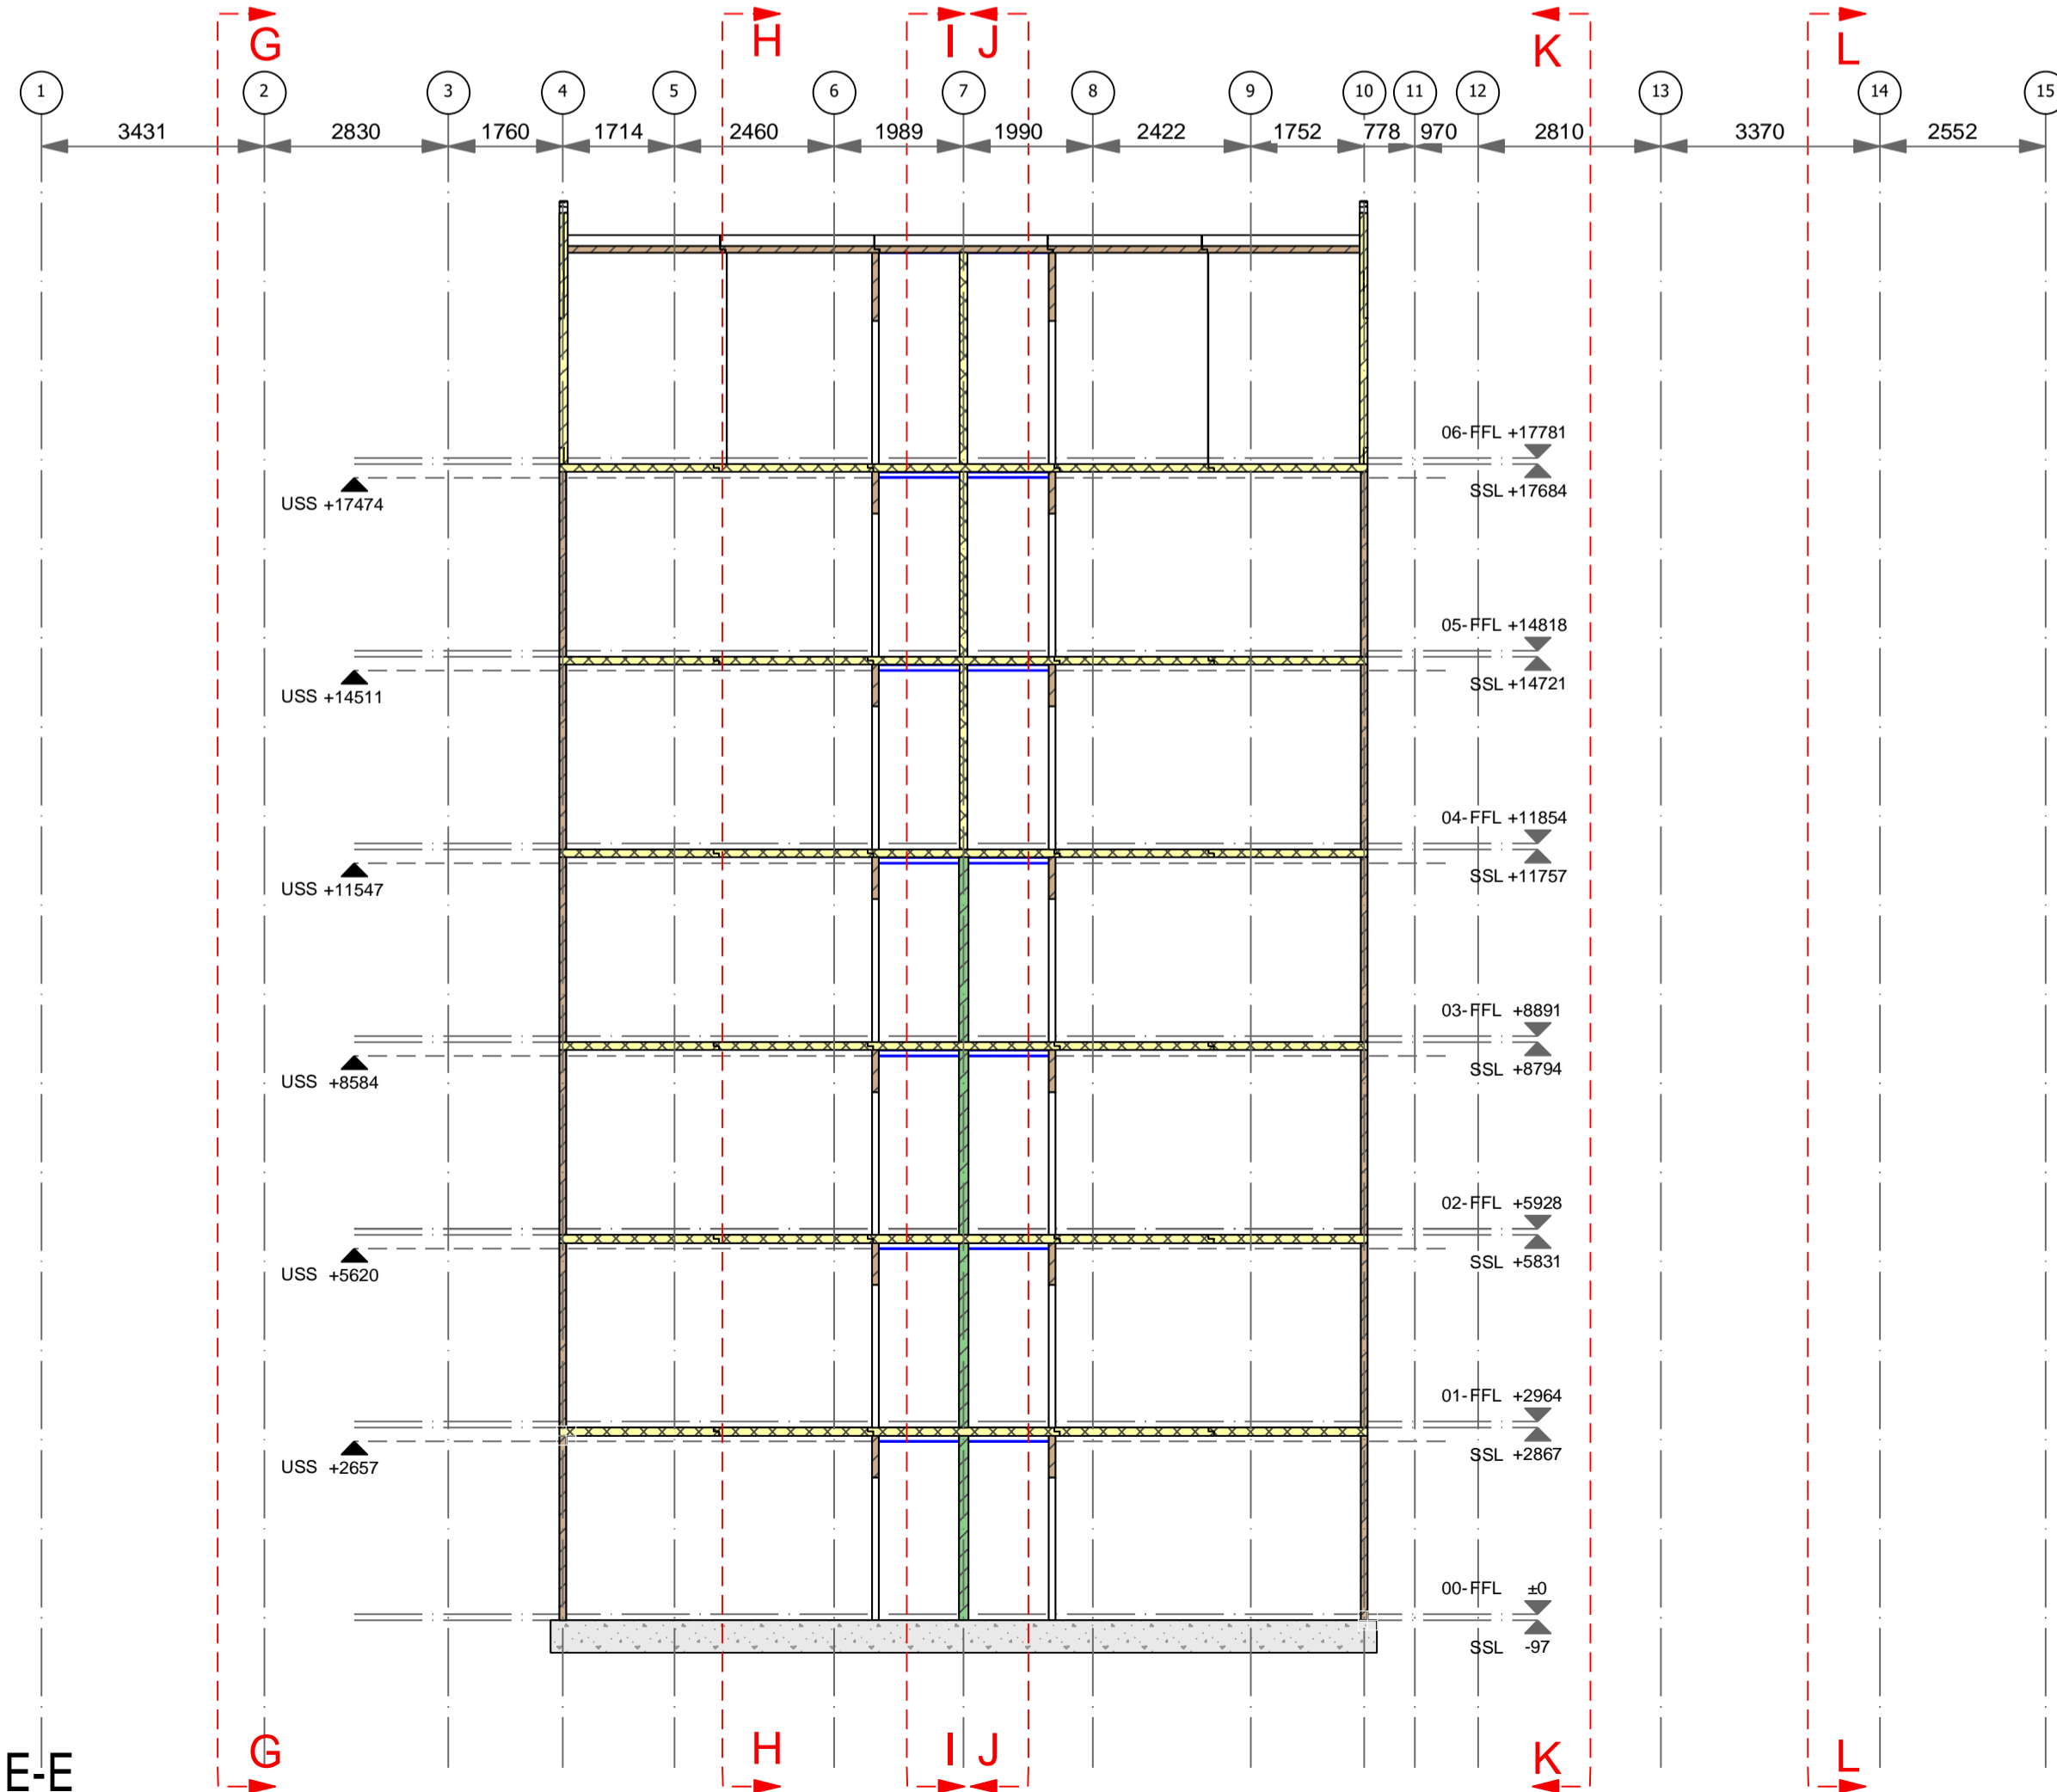 G H I J K L
1 2 3 4 5 6 7 8 9 10 11 12 13 14 15
3431 2830 1760 1714 2460 1989 1990 2422 1752 778 970 2810 3370 2552
06-FFL +17781
USS +17474 SSL +17684
05-FFL +14818
USS +14511 SSL +14721
04-FFL +11854
USS +11547 SSL +11757
03-FFL +8891
USS +8584 SSL +8794
02-FFL +5928
USS +5620 SSL +5831
01-FFL +2964
USS +2657 SSL +2867
00-FFL ±0
SSL -97
G H I J K L
E-E